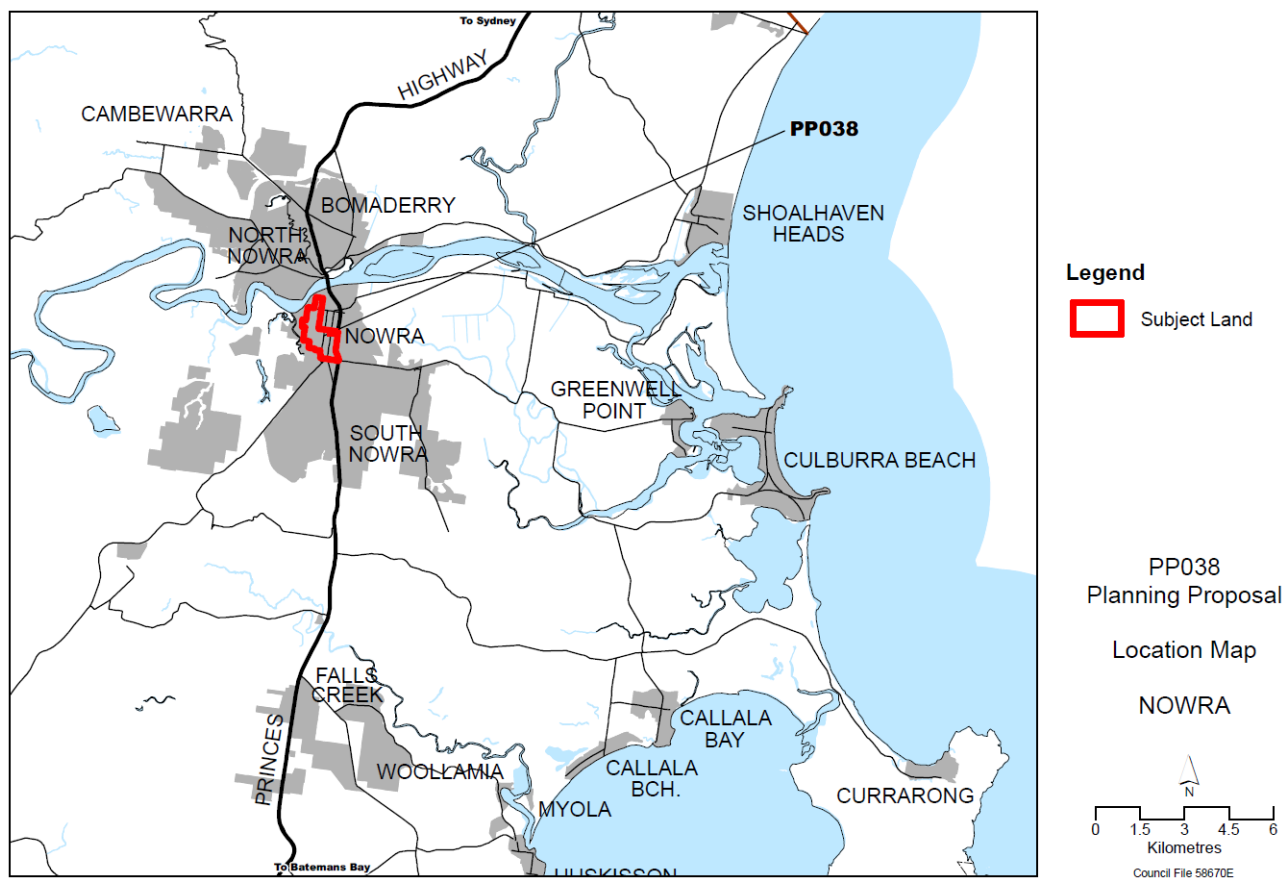 To Sydney
HIGHWAY
CAMBEWARRA
PP038
BOMADERRY
NORTH
NOWRA
SHOALHAVEN
HEADS
NOWRA
GREENWELL
POINT
SOUTH
NOWRA
CULBURRA BEACH
FALLS
CREEK
PRINCES
WOOLLAMIA
CALLALA
BAY
CALLALA
BCH.
MYOLA
CURRARONG
To Batemans Bay
HUSKISSON
Legend
Subject Land
PP038
Planning Proposal
Location Map
NOWRA
N
0 1.5 3 4.5 6
Kilometres
Council File 58670E